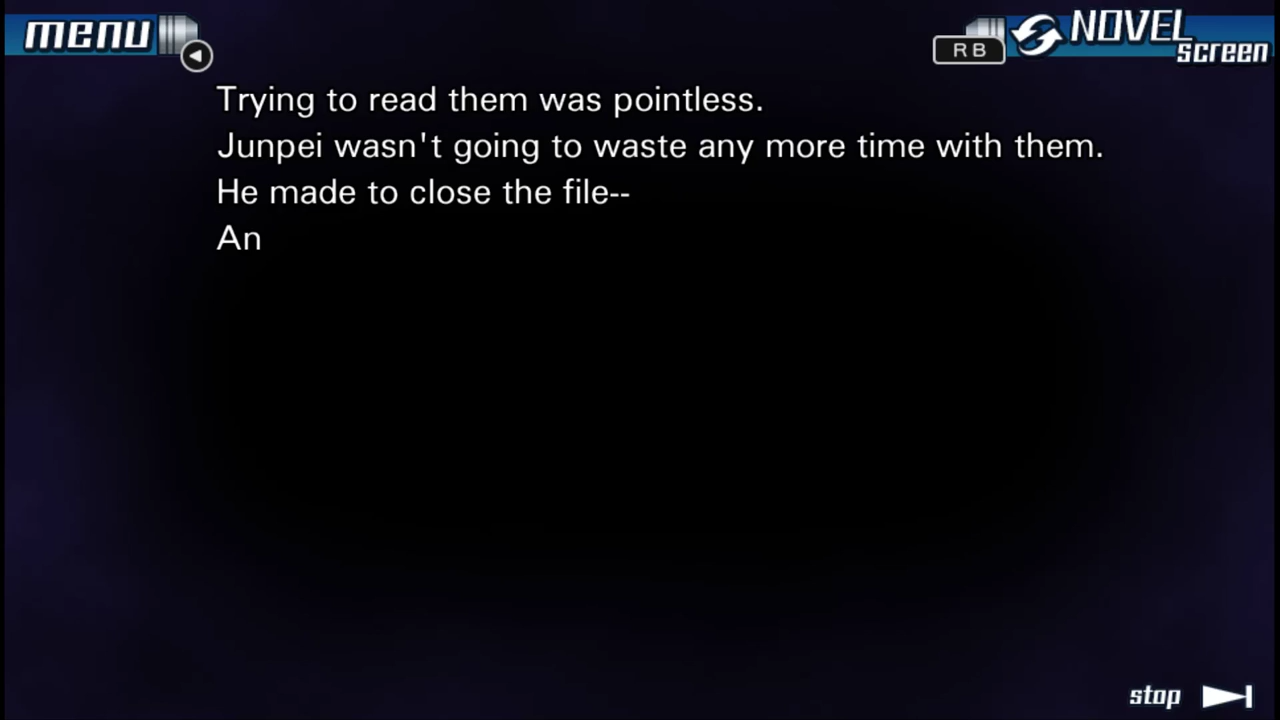 menu
RB
NOVEL
screen
Trying to read them was pointless.
Junpei wasn't going to waste any more time with them.
He made to close the file--
An
stop